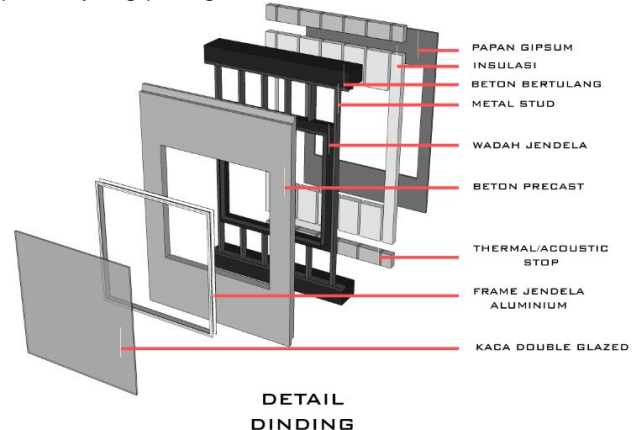 PAPAN GIPSUM
INSULASI
BETON BERTULANG
METAL STUD
WADAH JENDELA
BETON PRECAST
THERMAL/ACOUSTIC
STOP
FRAME JENDELA
ALUMINIUM
KACA DOUBLE GLAZED
DETAIL
DINDING